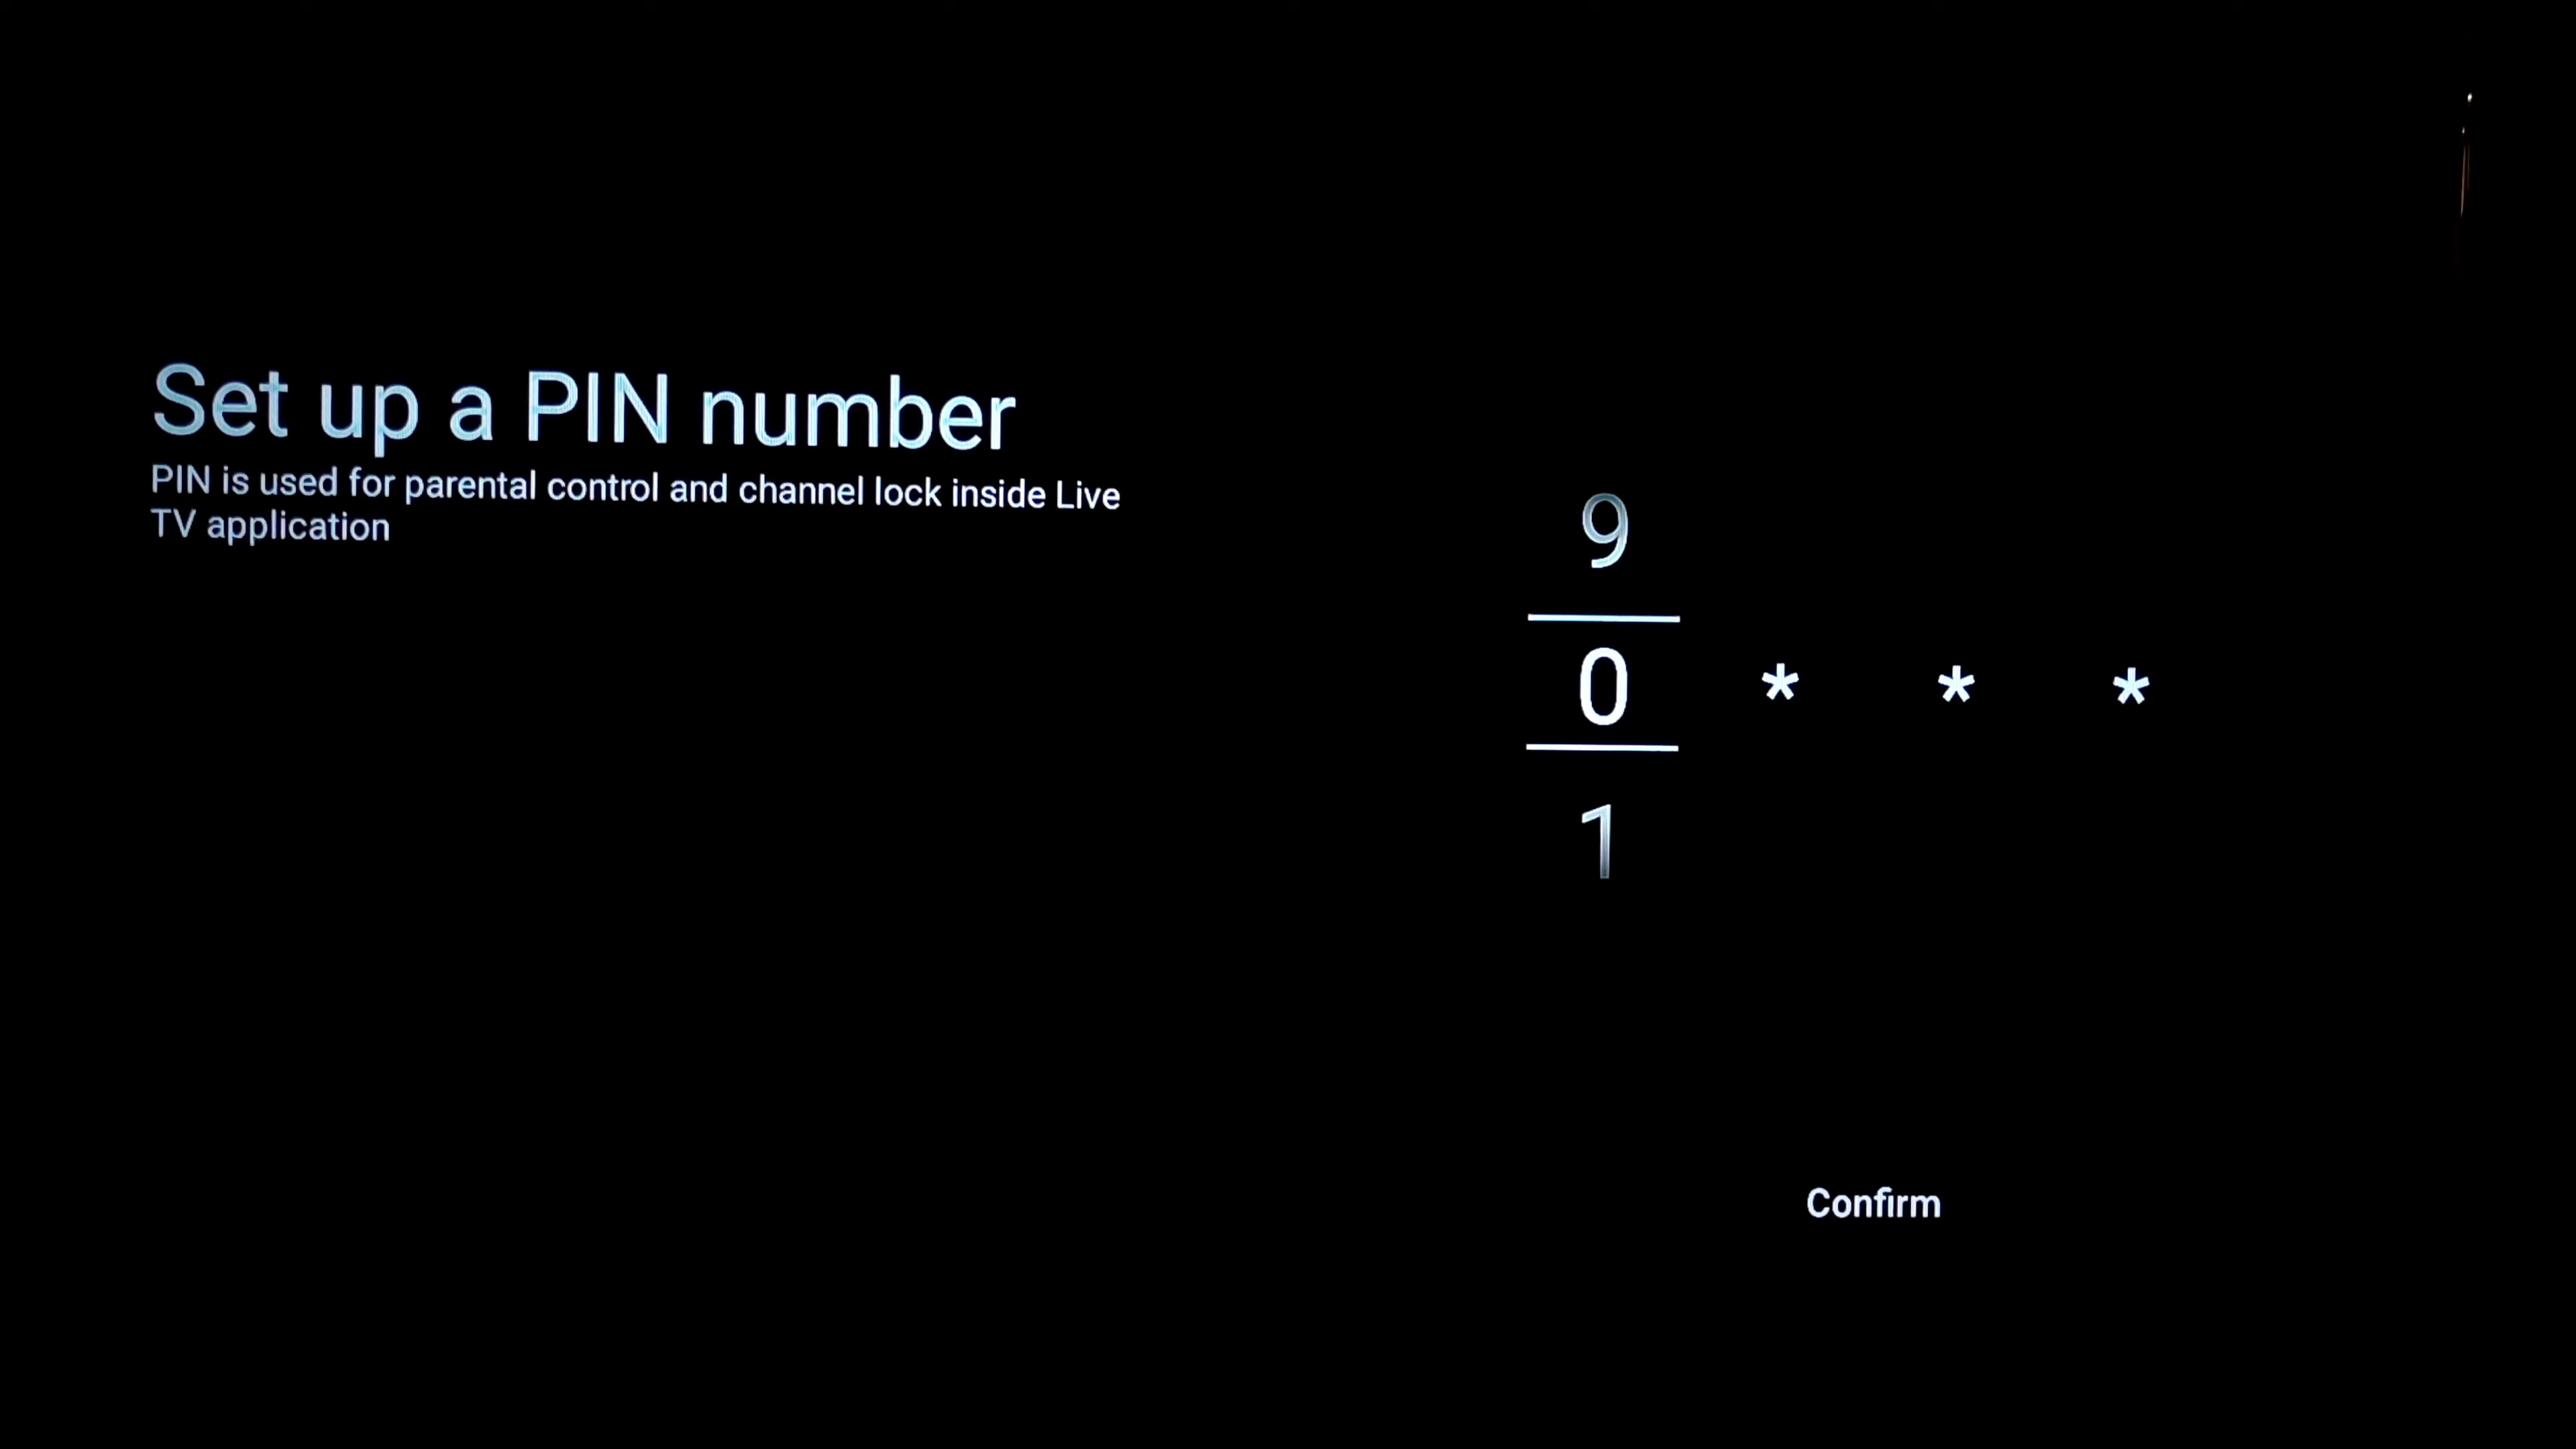 Set up a PIN number
PIN is used for parental control and channel lock inside Live
TV application
9
0 * * *
1
Confirm